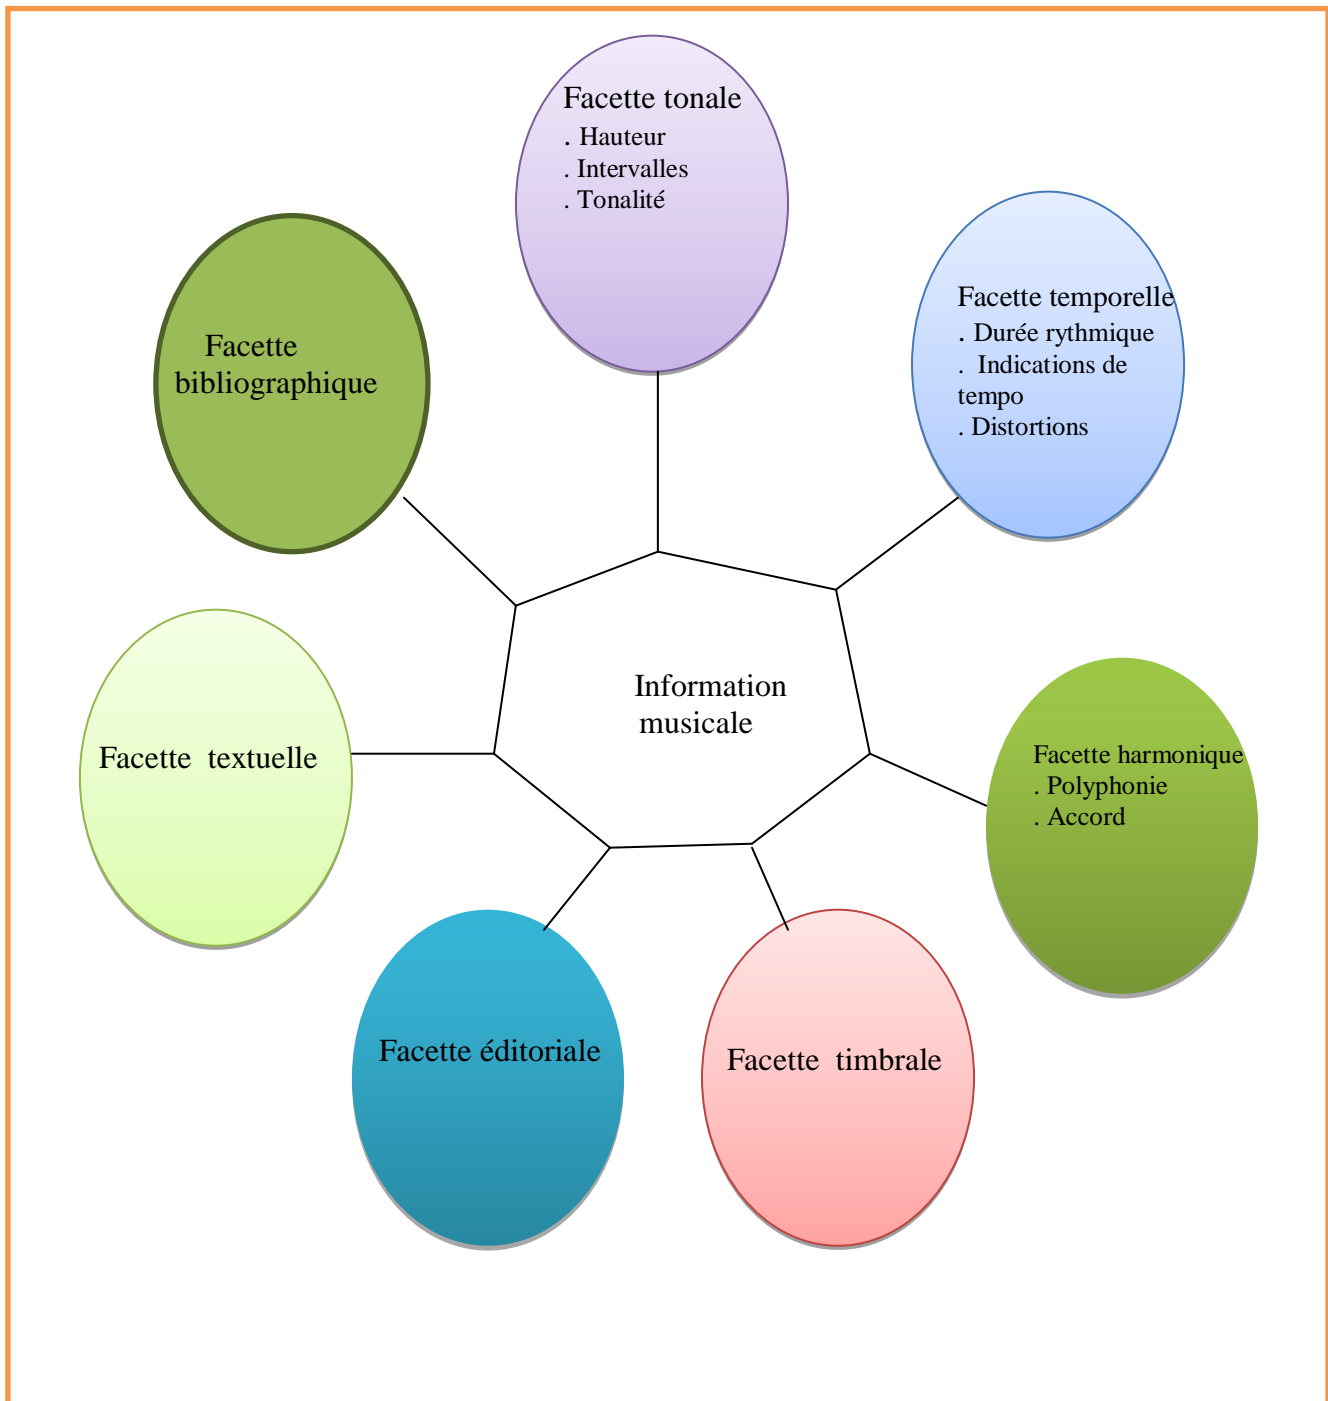 Facette tonale
. Hauteur
. Intervalles
. Tonalité
Facette temporelle
. Durée rythmique
. Indications de
tempo
. Distortions
Facette
bibliographique
Information
musicale
Facette textuelle
Facette harmonique
. Polyphonie
. Accord
Facette éditoriale
Facette timbrale